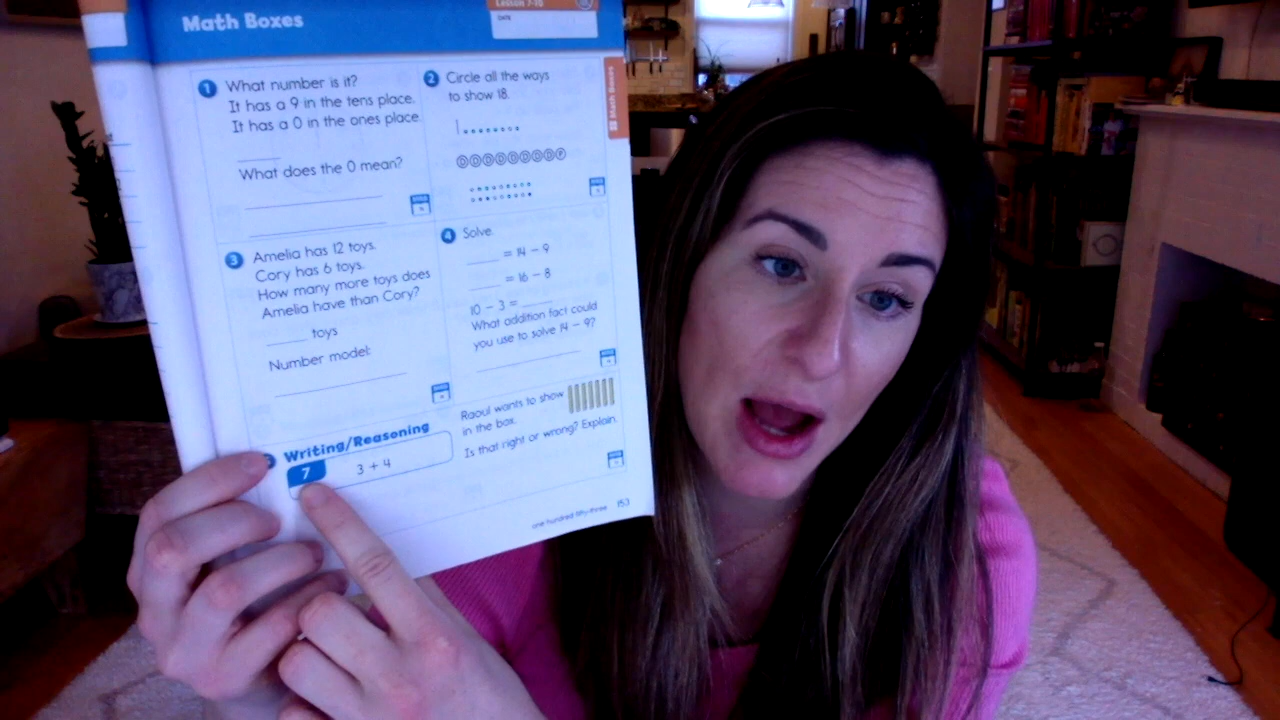 Math Boxes
Lesson 7-10
DATE
1 What number is it?
It has a 9 in the tens place.
It has a 0 in the ones place.
What does the 0 mean?
2 Circle all the ways
to show 18.
DDDDDDDDP
3 Amelia has 12 toys.
Cory has 6 toys.
How many more toys does
Amelia have than Cory?
toys
Number model:
4 Solve.
= 14 − 9
= 16 − 8
10 − 3 =
What addition fact could
you use to solve 14 − 9?
Writing/Reasoning
7
3 + 4
Raoul wants to show
in the box.
Is that right or wrong? Explain.
one hundred fifty-three 153
Math Boxes